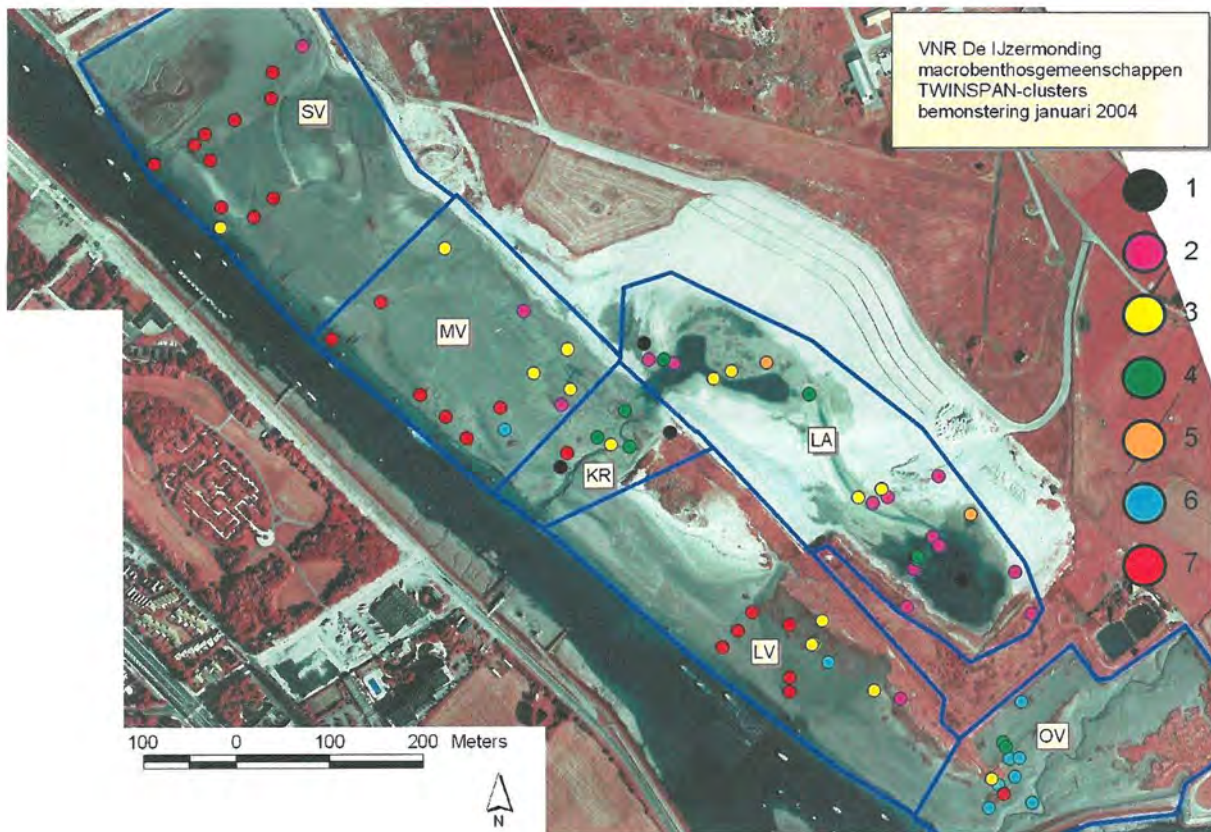 VNR De IJzermonding
macrobenthosgemeenschappen
TWINSPAN-clusters
bemonstering januari 2004
1
2
3
4
5
6
7
SV
MV
LA
KR
LV
OV
100 0 100 200 Meters
N